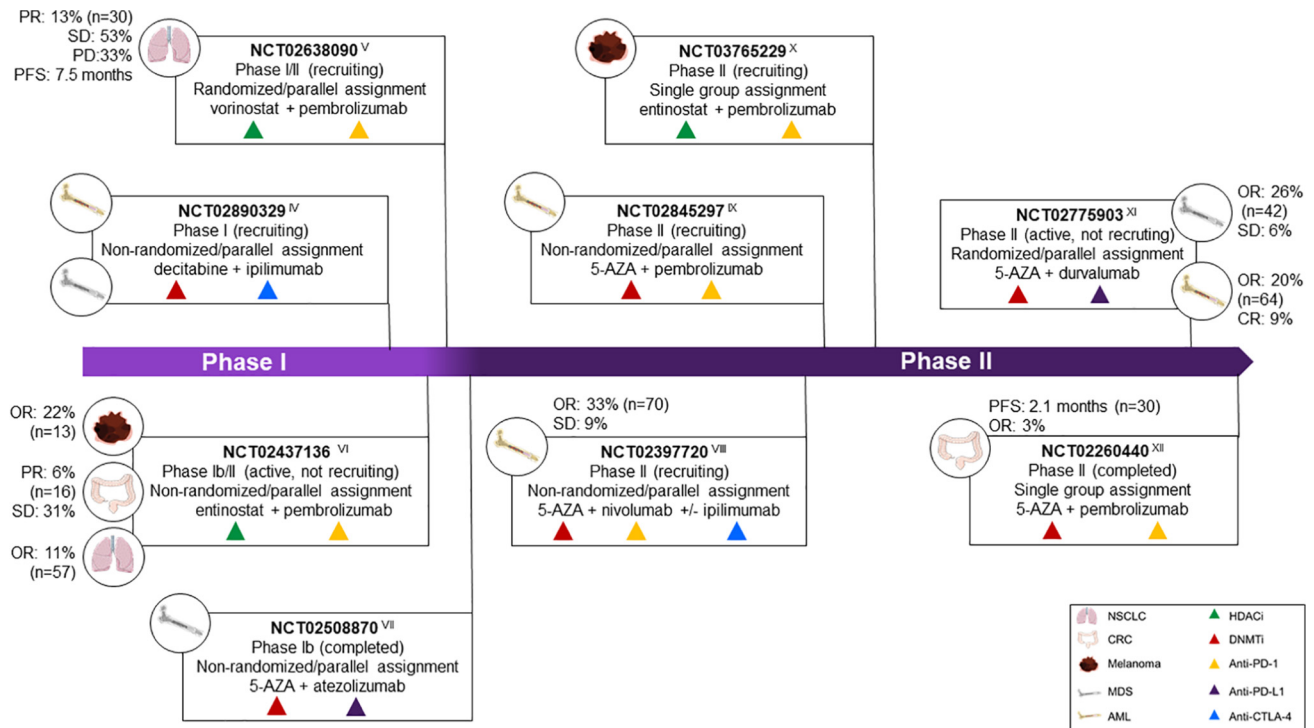 PR: 13% (n=30)
SD: 53%
PD:33%
PFS: 7.5 months
NCT02638090 V
Phase I/II (recruiting)
Randomized/parallel assignment
vorinostat + pembrolizumab
NCT03765229 X
Phase II (recruiting)
Single group assignment
entinostat + pembrolizumab
NCT02890329 IV
Phase I (recruiting)
Non-randomized/parallel assignment
decitabine + ipilimumab
NCT02845297 IX
Phase II (recruiting)
Non-randomized/parallel assignment
5-AZA + pembrolizumab
NCT02775903 XI
Phase II (active, not recruting)
Randomized/parallel assignment
5-AZA + durvalumab
OR: 26%
(n=42)
SD: 6%
OR: 20%
(n=64)
CR: 9%
Phase I
Phase II
OR: 22%
(n=13)
PR: 6%
(n=16)
SD: 31%
OR: 11%
(n=57)
NCT02437136 VI
Phase Ib/II (active, not recruiting)
Non-randomized/parallel assignment
entinostat + pembrolizumab
OR: 33% (n=70)
SD: 9%
NCT02397720 VIII
Phase II (recruiting)
Non-randomized/parallel assignment
5-AZA + nivolumab +/- ipilimumab
PFS: 2.1 months (n=30)
OR: 3%
NCT02260440 XII
Phase II (completed)
Single group assignment
5-AZA + pembrolizumab
NCT02508870 VII
Phase Ib (completed)
Non-randomized/parallel assignment
5-AZA + atezolizumab
NSCLC
HDACi
CRC
DNMTi
Melanoma
Anti-PD-1
MDS
Anti-PD-L1
AML
Anti-CTLA-4